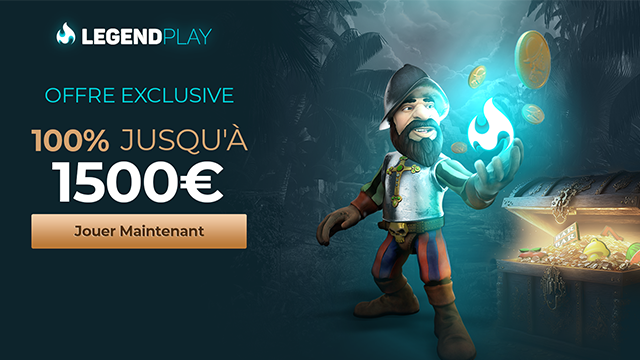 LEGENDPLAY
OFFRE EXCLUSIVE
100% JUSQU'À
1500€
Jouer Maintenant